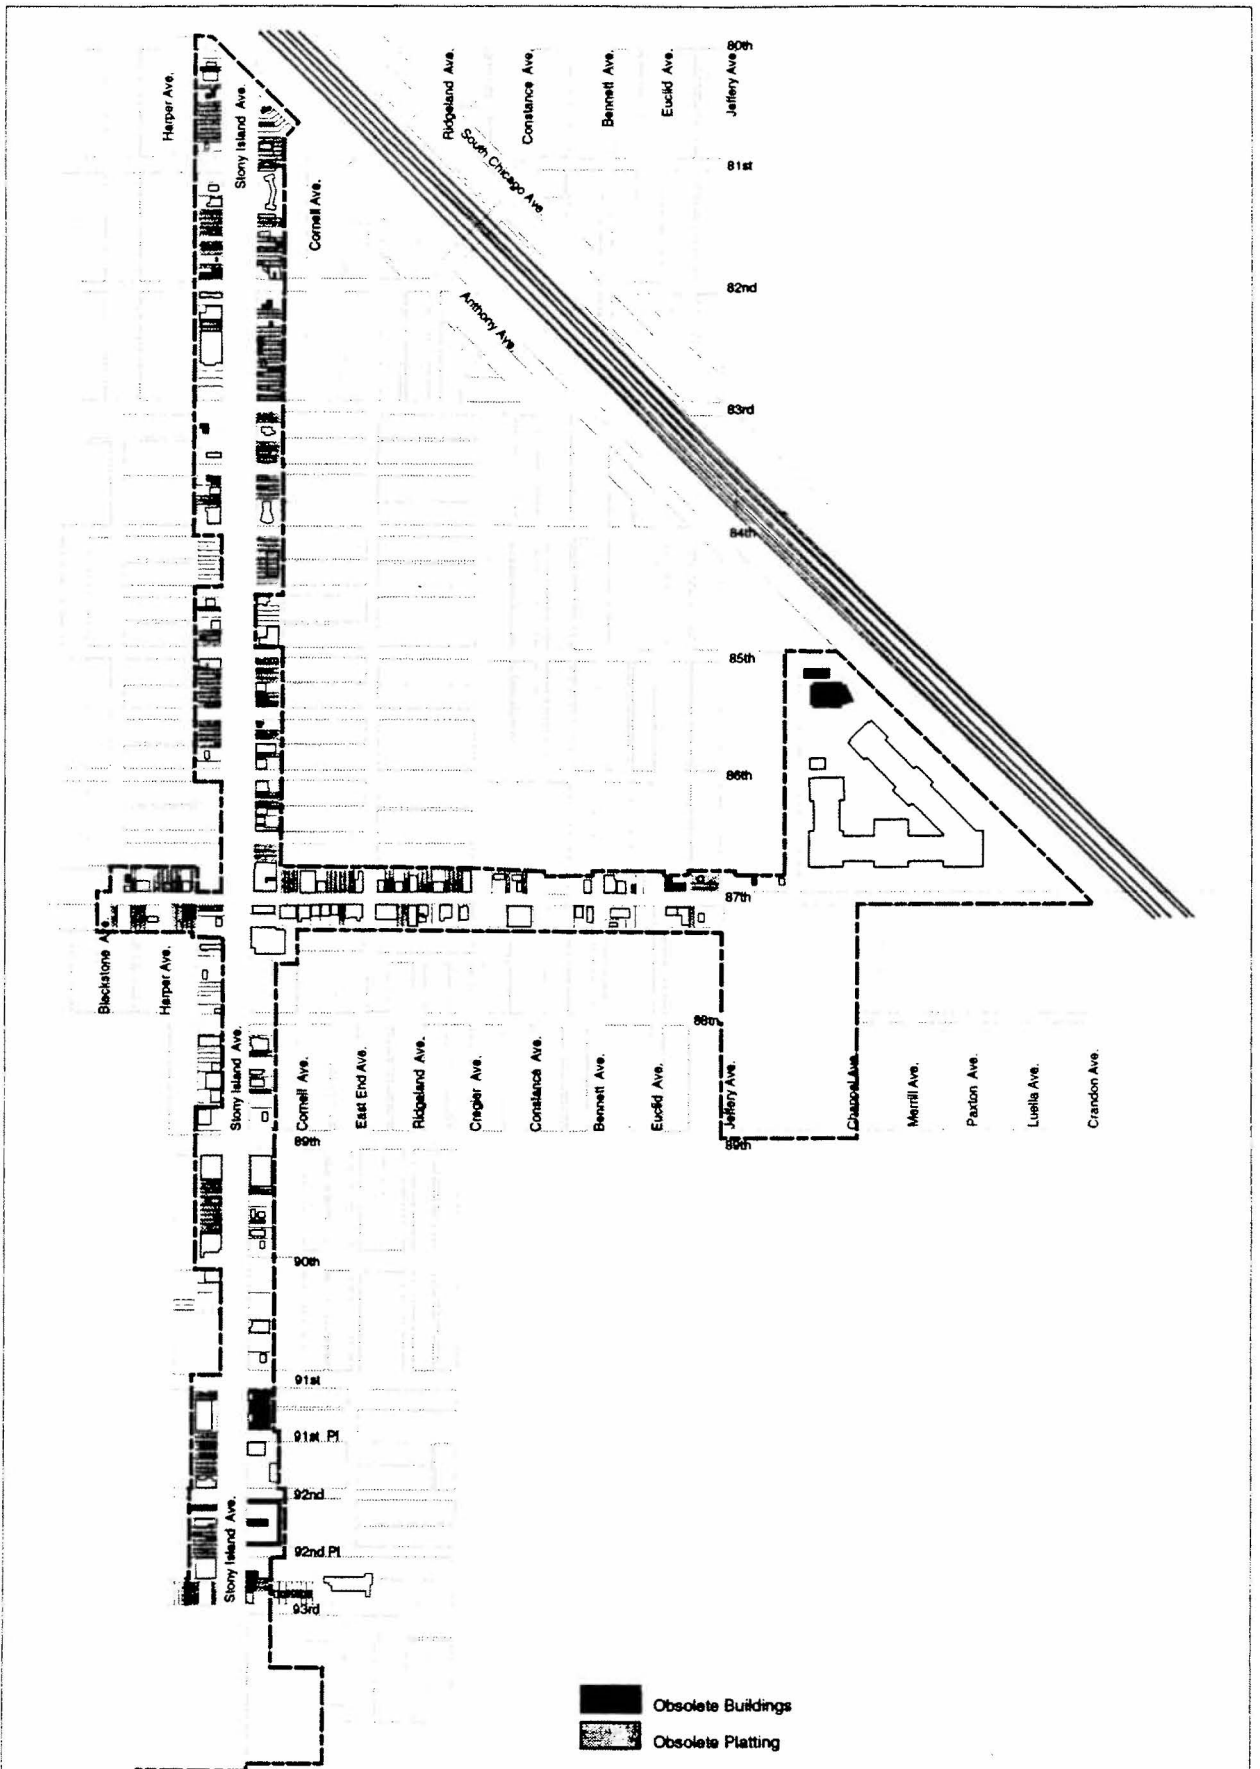 80th
Ridgeland Ave.
Constance Ave.
Bennett Ave.
Euclid Ave.
Jeffery Ave.
Harper Ave.
Stony Island Ave.
South Chicago Ave.
81st
Cornell Ave.
82nd
Anthony Ave.
83rd
84th
85th
86th
87th
Blackstone Ave.
Harper Ave.
88th
Stony Island Ave.
Cornell Ave.
East End Ave.
Ridgeland Ave.
Cregier Ave.
Constance Ave.
Bennett Ave.
Euclid Ave.
Jeffery Ave.
Chappel Ave.
Merrill Ave.
Paxton Ave.
Luella Ave.
Crandon Ave.
89th
89th
90th
91st
91st Pl
92nd
Stony Island Ave.
92nd Pl
93rd
Obsolete Buildings
Obsolete Platting